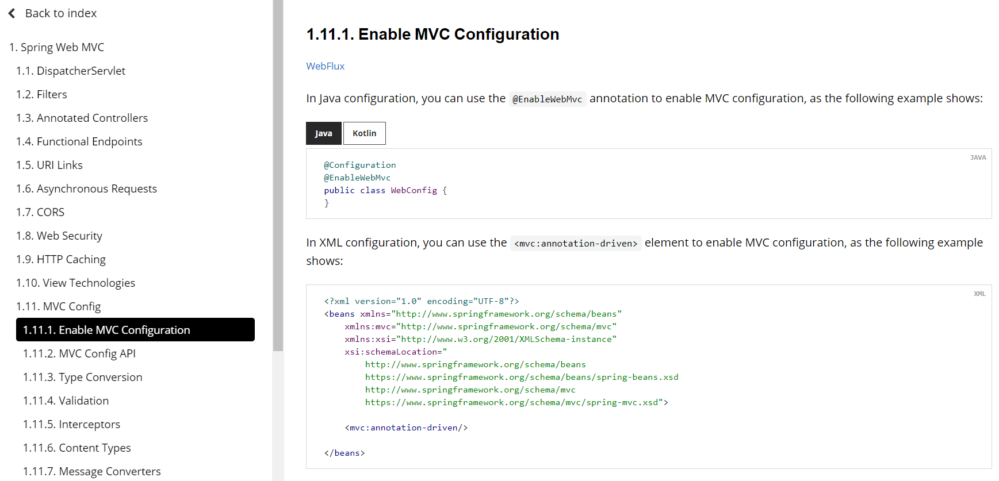 Back to index
1. Spring Web MVC
1.1. DispatcherServlet
1.2. Filters
1.3. Annotated Controllers
1.4. Functional Endpoints
1.5. URI Links
1.6. Asynchronous Requests
1.7. CORS
1.8. Web Security
1.9. HTTP Caching
1.10. View Technologies
1.11. MVC Config
1.11.1. Enable MVC Configuration
1.11.2. MVC Config API
1.11.3. Type Conversion
1.11.4. Validation
1.11.5. Interceptors
1.11.6. Content Types
1.11.7. Message Converters
1.11.1. Enable MVC Configuration
WebFlux
In Java configuration, you can use the @EnableWebMvc annotation to enable MVC configuration, as the following example shows:
Java Kotlin
JAVA
@Configuration
@EnableWebMvc
public class WebConfig {
}
In XML configuration, you can use the <mvc:annotation-driven> element to enable MVC configuration, as the following example
shows:
XML
<?xml version="1.0" encoding="UTF-8"?>
<beans xmlns="http://www.springframework.org/schema/beans"
    xmlns:mvc="http://www.springframework.org/schema/mvc"
    xmlns:xsi="http://www.w3.org/2001/XMLSchema-instance"
    xsi:schemaLocation="
        http://www.springframework.org/schema/beans
        https://www.springframework.org/schema/beans/spring-beans.xsd
        http://www.springframework.org/schema/mvc
        https://www.springframework.org/schema/mvc/spring-mvc.xsd">
    <mvc:annotation-driven/>
</beans>